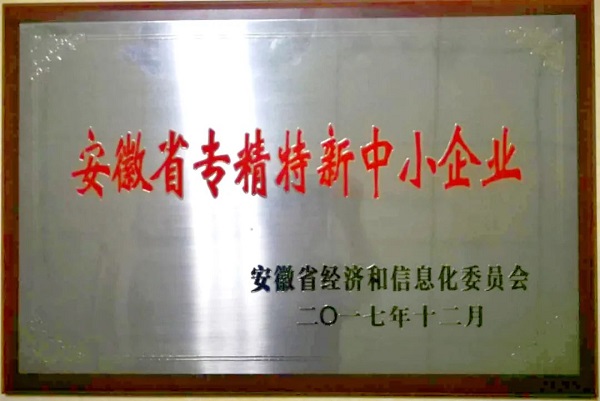 安徽省专精特新中小企业
安徽省经济和信息化委员会
二〇一七年十二月